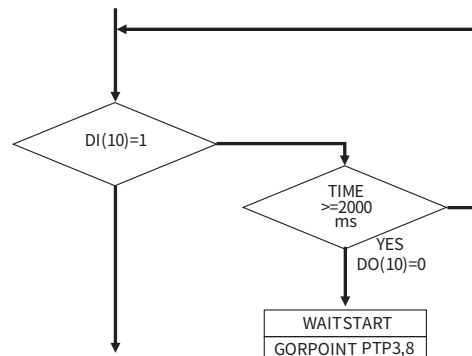 DI(10)=1
TIME
>=2000
ms
YES
DO(10)=0
WAITSTART
GORPOINT PTP3,8